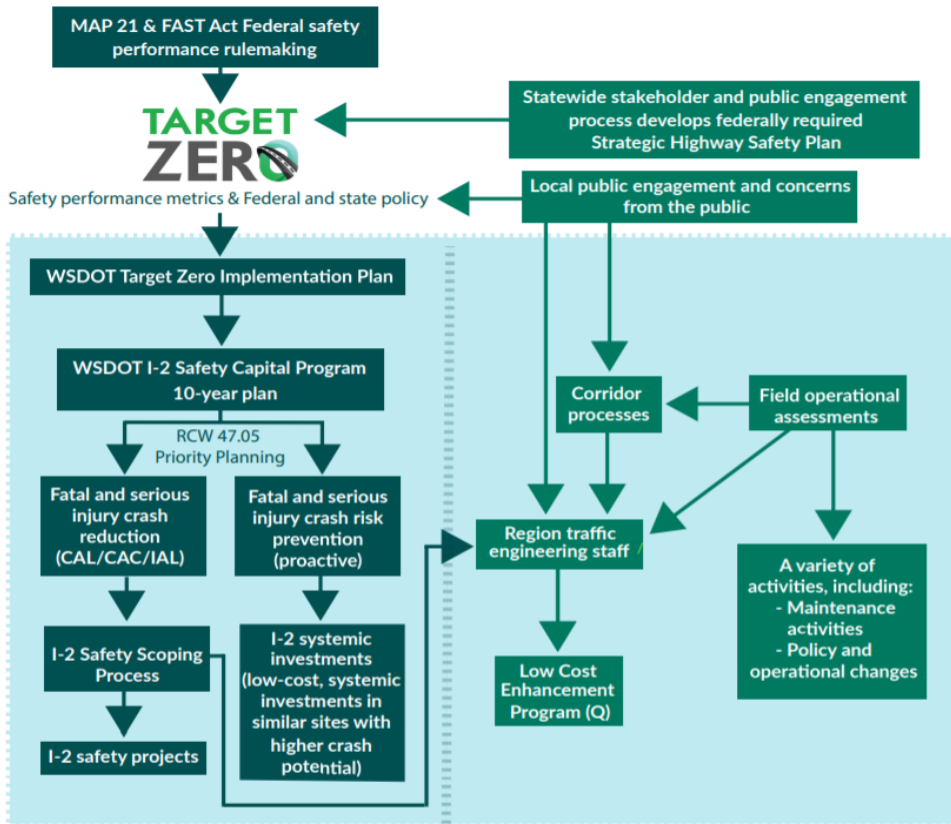 MAP 21 & FAST Act Federal safety
performance rulemaking
TARGET
ZERO
Statewide stakeholder and public engagement
process develops federally required
Strategic Highway Safety Plan
Safety performance metrics & Federal and state policy
Local public engagement and concerns
from the public
WSDOT Target Zero Implementation Plan
WSDOT I-2 Safety Capital Program
10-year plan
RCW 47.05
Priority Planning
Fatal and serious
injury crash
reduction
(CAL/CAC/IAL)
Fatal and serious
injury crash risk
prevention
(proactive)
I-2 Safety Scoping
Process
I-2 safety projects
I-2 systemic
investments
(low-cost, systemic
investments in
similar sites with
higher crash
potential)
Corridor
processes
Field operational
assessments
Region traffic
engineering staff /
Low Cost
Enhancement
Program (Q)
A variety of
activities, including:
- Maintenance
activities
- Policy and
operational changes